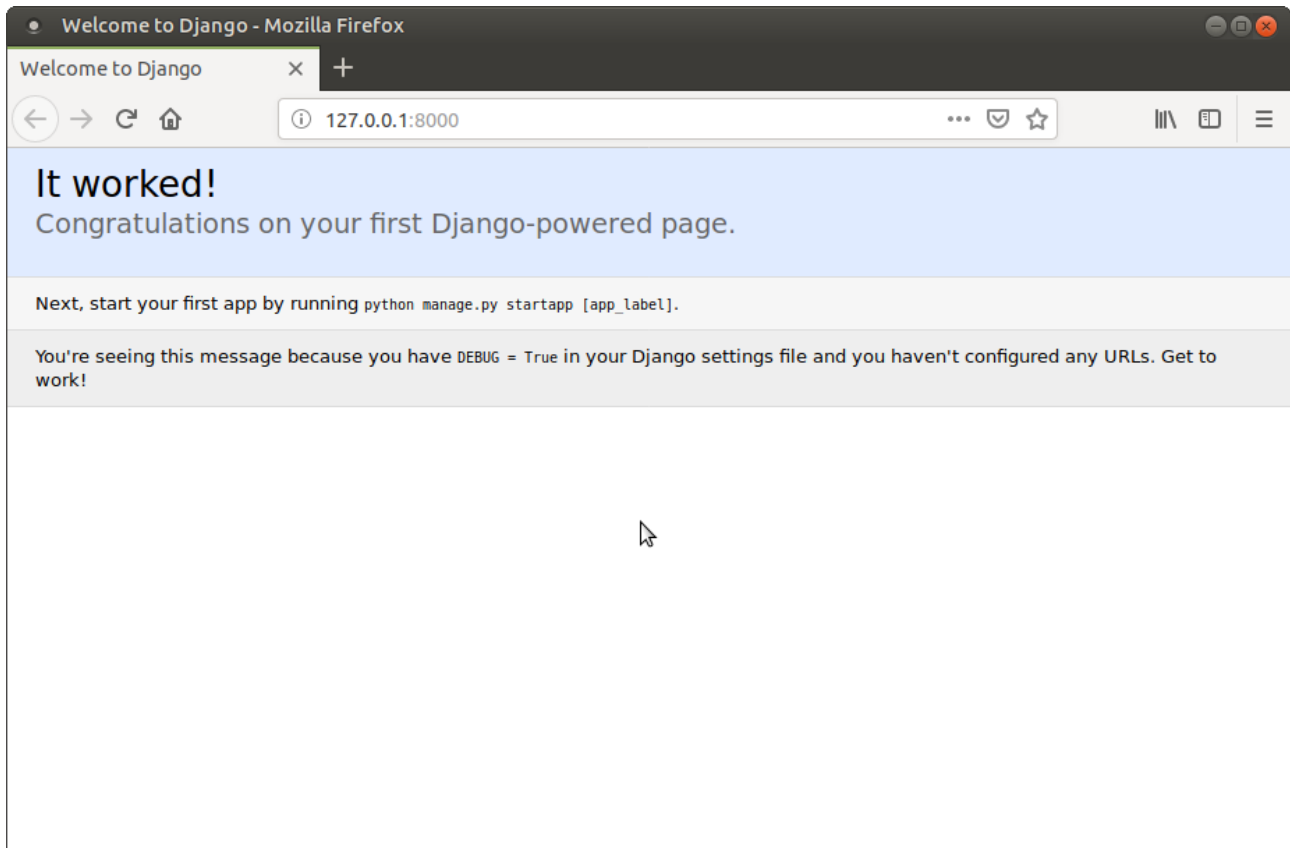 Welcome to Django - Mozilla Firefox
Welcome to Django
127.0.0.1:8000
It worked!
Congratulations on your first Django-powered page.
Next, start your first app by running python manage.py startapp [app_label].
You're seeing this message because you have DEBUG = True in your Django settings file and you haven't configured any URLs. Get to
work!